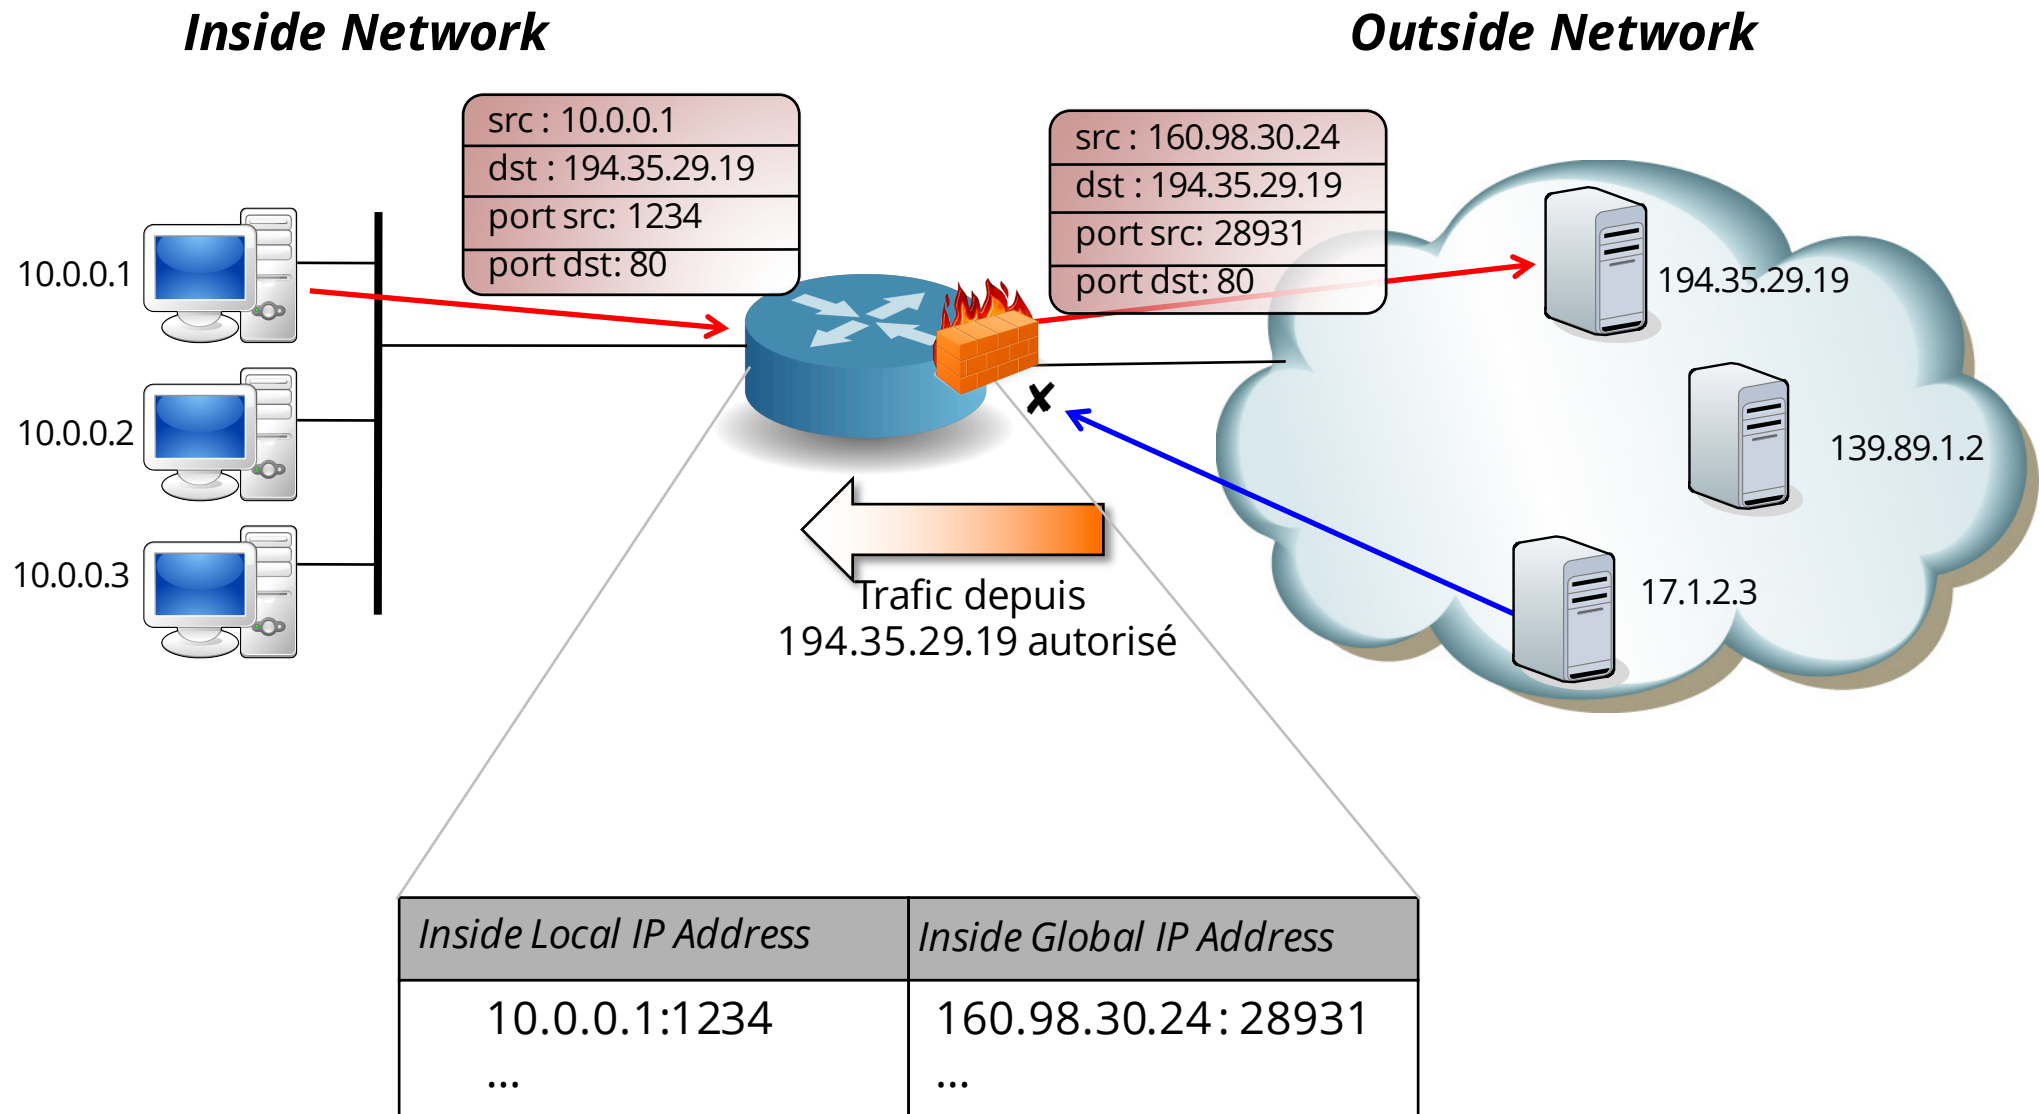 Inside Network
Outside Network
src : 10.0.0.1
dst : 194.35.29.19
port src: 1234
port dst: 80
src : 160.98.30.24
dst : 194.35.29.19
port src: 28931
port dst: 80
10.0.0.1
10.0.0.2
10.0.0.3
194.35.29.19
139.89.1.2
17.1.2.3
Trafic depuis
194.35.29.19 autorisé
Inside Local IP Address
Inside Global IP Address
10.0.0.1:1234
160.98.30.24 : 28931
...
...